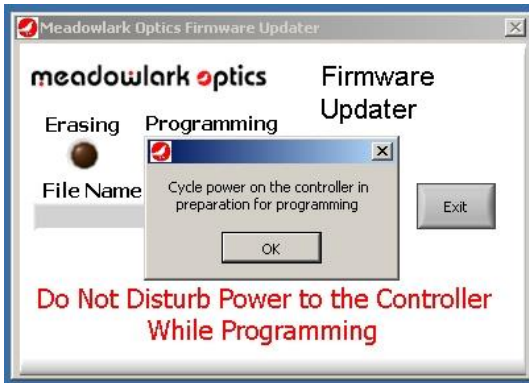 Meadowlark Optics Firmware Updater
meadowlark optics
Firmware
Updater
Erasing
Programming
File Name
Cycle power on the controller in
preparation for programming
OK
Exit
Do Not Disturb Power to the Controller
While Programming